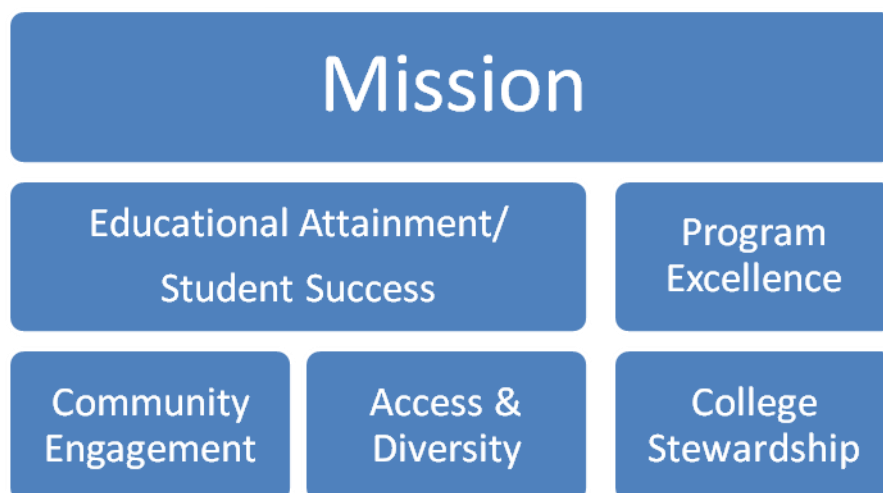 Mission
Educational Attainment/
Student Success
Program
Excellence
Community
Engagement
Access &
Diversity
College
Stewardship